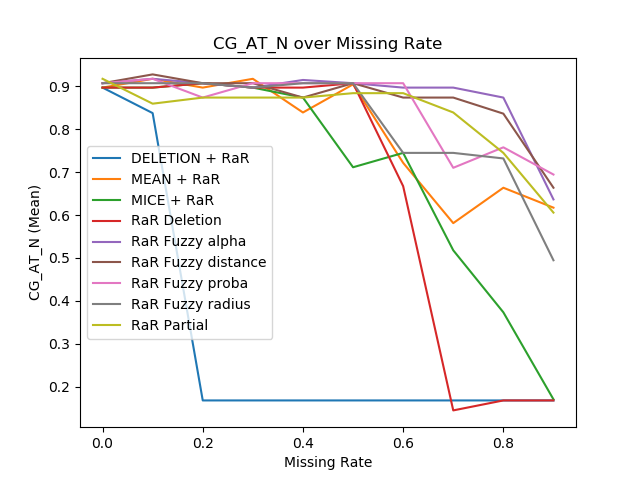 CG_AT_N over Missing Rate
CG_AT_N (Mean)
0.9
0.8
0.7
0.6
0.5
0.4
0.3
0.2
DELETION + RaR
MEAN + RaR
MICE + RaR
RaR Deletion
RaR Fuzzy alpha
RaR Fuzzy distance
RaR Fuzzy proba
RaR Fuzzy radius
RaR Partial
0.0 0.2 0.4 0.6 0.8
Missing Rate